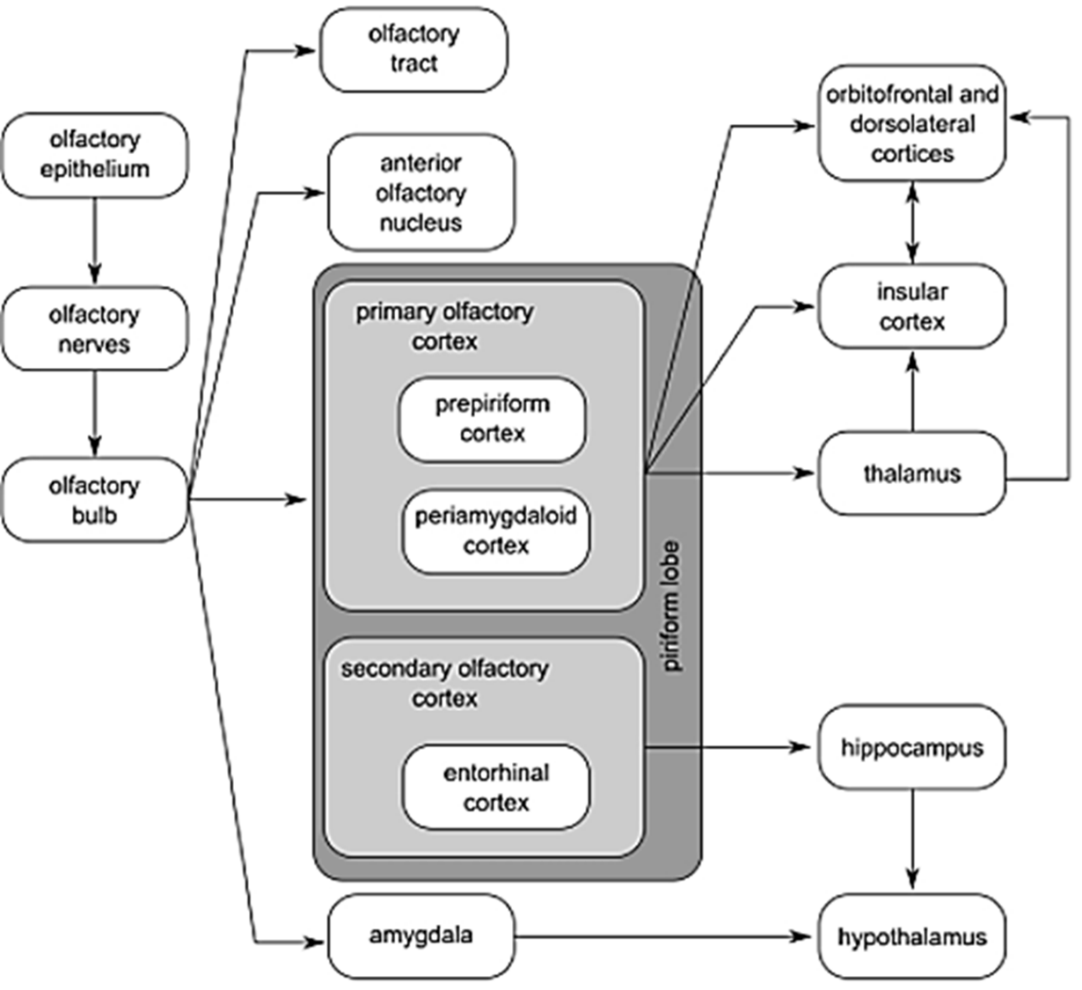 olfactory
tract
olfactory
epithelium
anterior
olfactory
nucleus
orbitofrontal and
dorsolateral
cortices
olfactory
nerves
primary olfactory
cortex
insular
cortex
prepiriform
cortex
olfactory
bulb
periamygdaloid
cortex
thalamus
piriform lobe
secondary olfactory
cortex
entorhinal
cortex
hippocampus
amygdala
hypothalamus